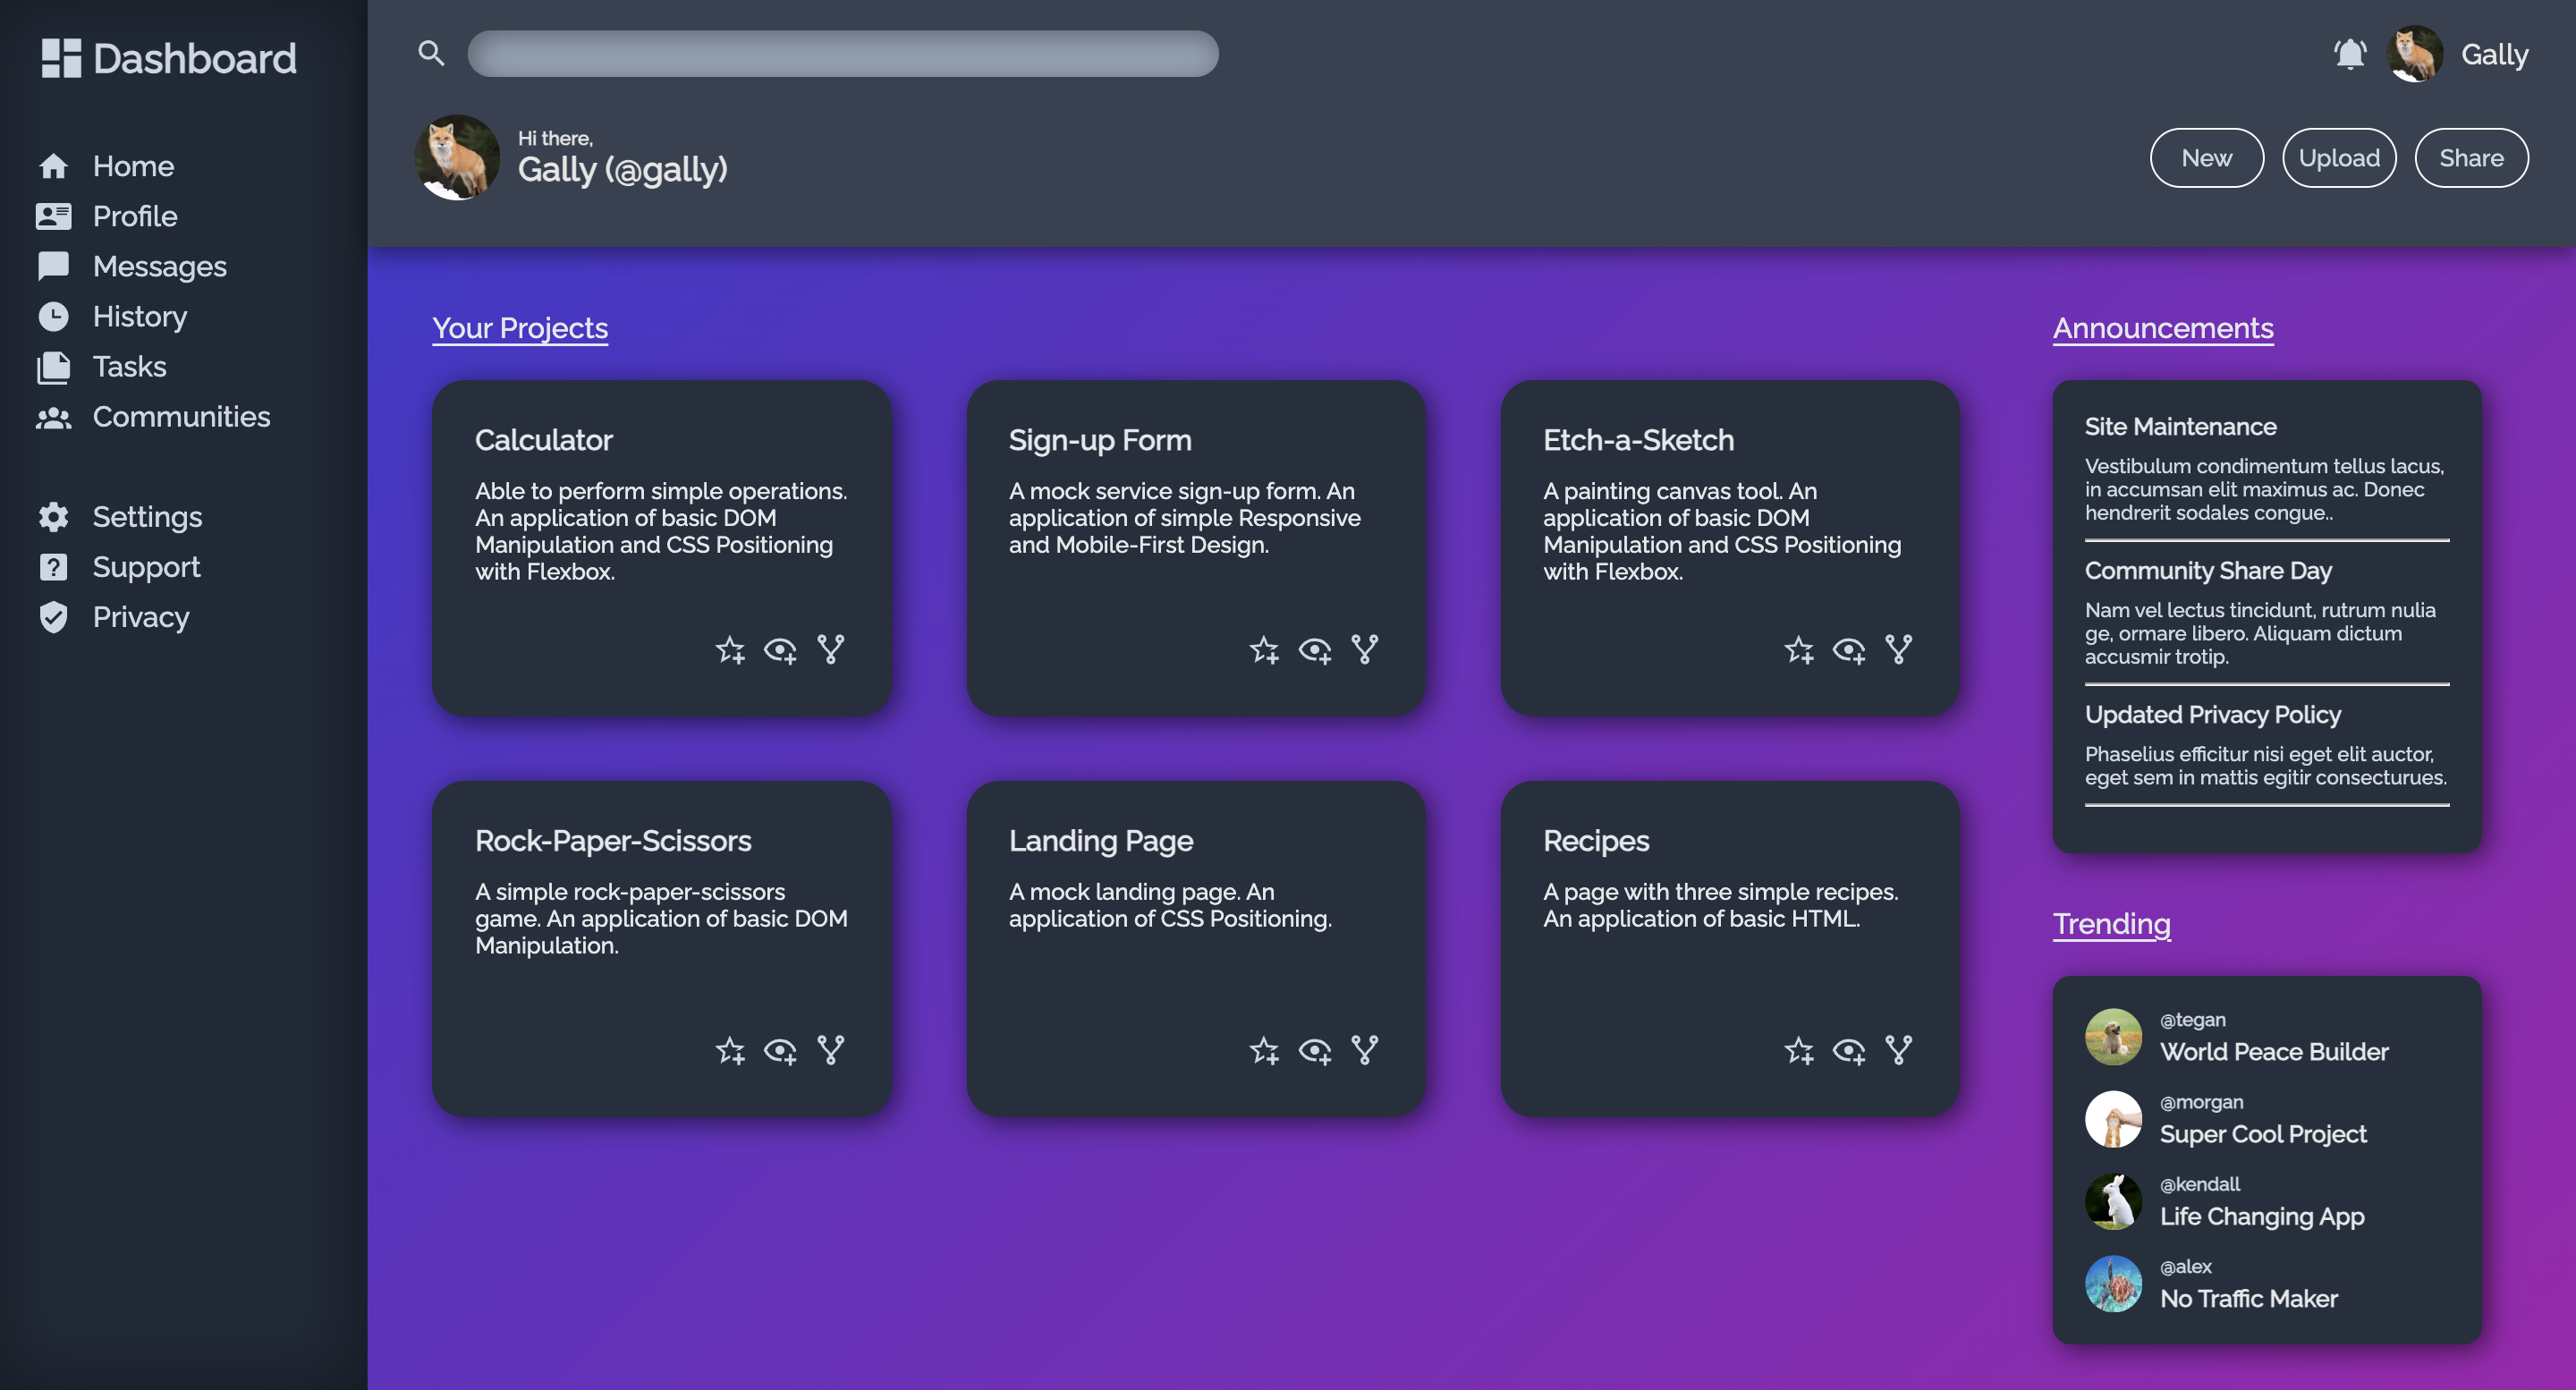 Dashboard
Home
Profile
Messages
History
Tasks
Communities
Settings
Support
Privacy
Gally
Hi there,
Gally (@gally)
New
Upload
Share
Your Projects
Calculator
Able to perform simple operations.
An application of basic DOM
Manipulation and CSS Positioning
with Flexbox.
Sign-up Form
A mock service sign-up form. An
application of simple Responsive
and Mobile-First Design.
Etch-a-Sketch
A painting canvas tool. An
application of basic DOM
Manipulation and CSS Positioning
with Flexbox.
Rock-Paper-Scissors
A simple rock-paper-scissors
game. An application of basic DOM
Manipulation.
Landing Page
A mock landing page. An
application of CSS Positioning.
Recipes
A page with three simple recipes.
An application of basic HTML.
Announcements
Site Maintenance
Vestibulum condimentum tellus lacus,
in accumsan elit maximus ac. Donec
hendrerit sodales congue..
Community Share Day
Nam vel lectus tincidunt, rutrum nulia
ge, ormare libero. Aliquam dictum
accusmir trotip.
Updated Privacy Policy
Phaselius efficitur nisi eget elit auctor,
eget sem in mattis egitir consecturues.
Trending
@tegan
World Peace Builder
@morgan
Super Cool Project
@kendall
Life Changing App
@alex
No Traffic Maker